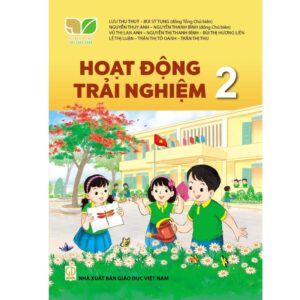 LƯU THU THUỶ - BÙI SỸ TỤNG (đồng Tổng Chủ biên)
NGUYỄN THUỴ ANH - NGUYỄN THANH BÌNH (đồng Chủ biên)
VŨ THỊ LAN ANH - NGUYỄN THỊ THANH BÌNH - BÙI THỊ HƯƠNG LIÊN
LÊ THỊ LUẬN - TRẦN THỊ TỐ OANH - TRẦN THỊ THU
HOẠT ĐỘNG
TRẢI NGHIỆM 2
NHÀ XUẤT BẢN GIÁO DỤC VIỆT NAM